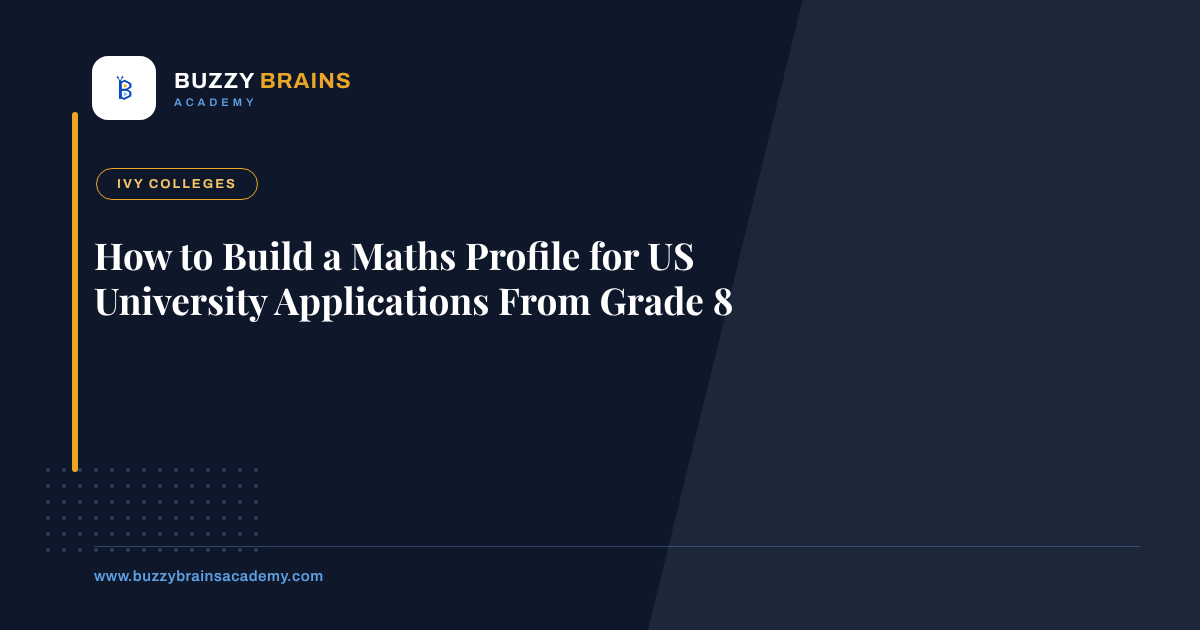 BUZZY BRAINS
ACADEMY
IVY COLLEGES
How to Build a Maths Profile for US
University Applications From Grade 8
www.buzzybrainsacademy.com